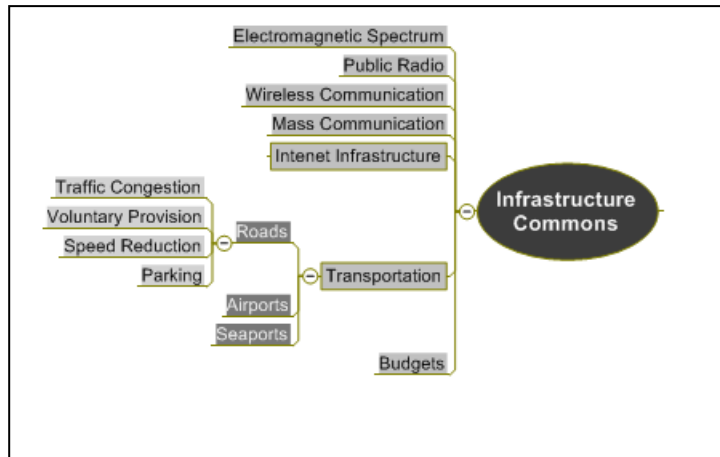 Electromagnetic Spectrum
Public Radio
Wireless Communication
Mass Communication
Intenet Infrastructure
Infrastructure
Commons
Traffic Congestion
Voluntary Provision
Speed Reduction
Parking
Roads
Transportation
Airports
Seaports
Budgets